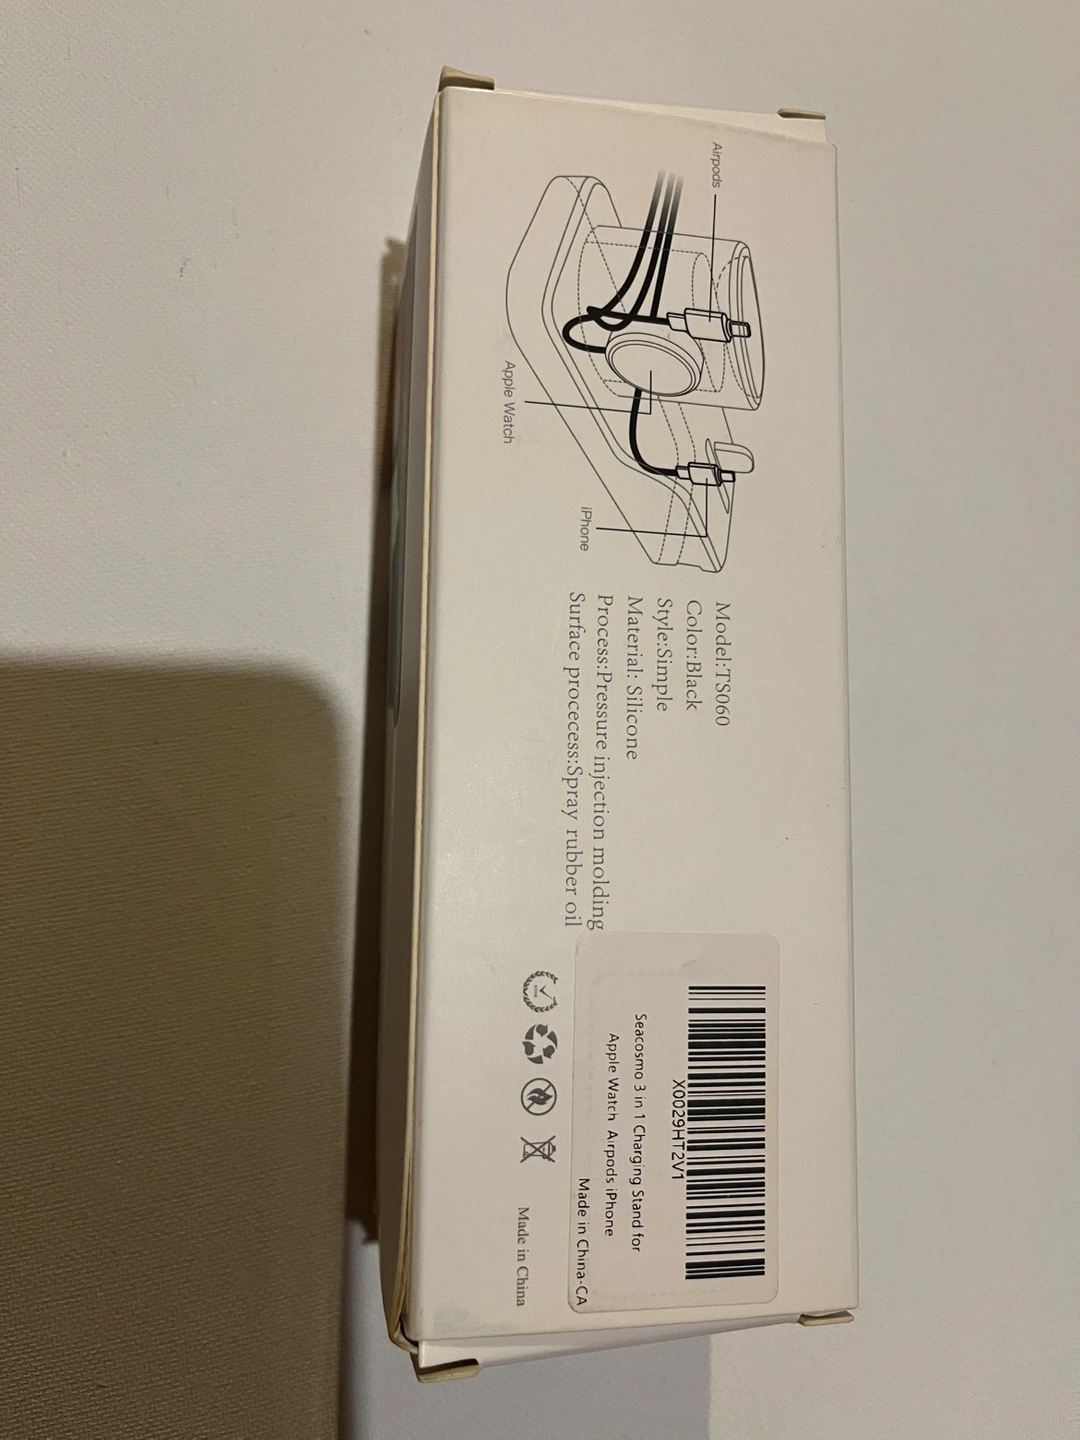 Airpods
Apple Watch
iPhone
Model:TS060
Color:Black
Style:Simple
Material: Silicone
Process:Pressure injection molding
Surface procecess:Spray rubber oil
X0029HT2V1
Seacosmo 3 in 1 Charging Stand for
Apple Watch Airpods iPhone
Made in China-CA
Made in China